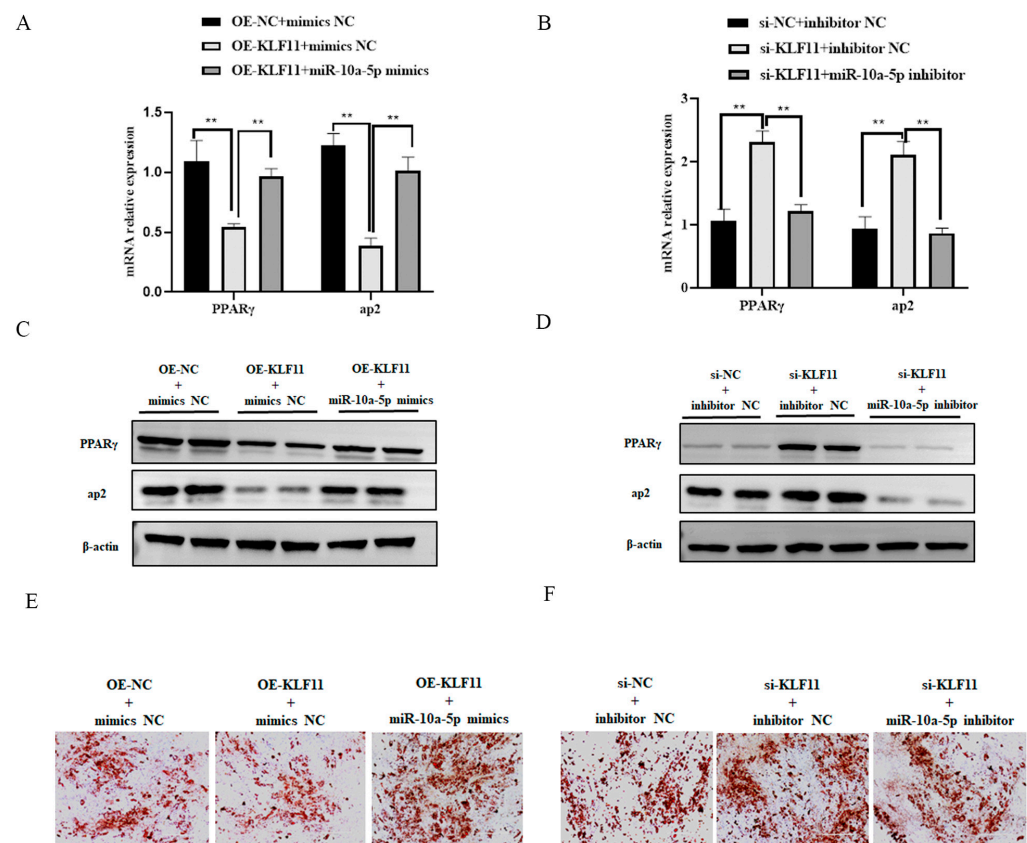 A
OE-NC+mimics NC
OE-KLF11+mimics NC
OE-KLF11+miR-10a-5p mimics
mRNA relative expression
1.5
1.0
0.5
0.0
**
**
**
**
PPARγ
ap2
B
si-NC+inhibitor NC
si-KLF11+inhibitor NC
si-KLF11+miR-10a-5p inhibitor
mRNA relative expression
3
2
1
0
**
**
**
**
PPARγ
ap2
C
OE-NC
+
mimics NC
OE-KLF11
+
mimics NC
OE-KLF11
+
miR-10a-5p mimics
PPARγ
ap2
β-actin
D
si-NC
+
inhibitor NC
si-KLF11
+
inhibitor NC
si-KLF11
+
miR-10a-5p inhibitor
PPARγ
ap2
β-actin
E
OE-NC
+
mimics NC
OE-KLF11
+
mimics NC
OE-KLF11
+
miR-10a-5p mimics
F
si-NC
+
inhibitor NC
si-KLF11
+
inhibitor NC
si-KLF11
+
miR-10a-5p inhibitor